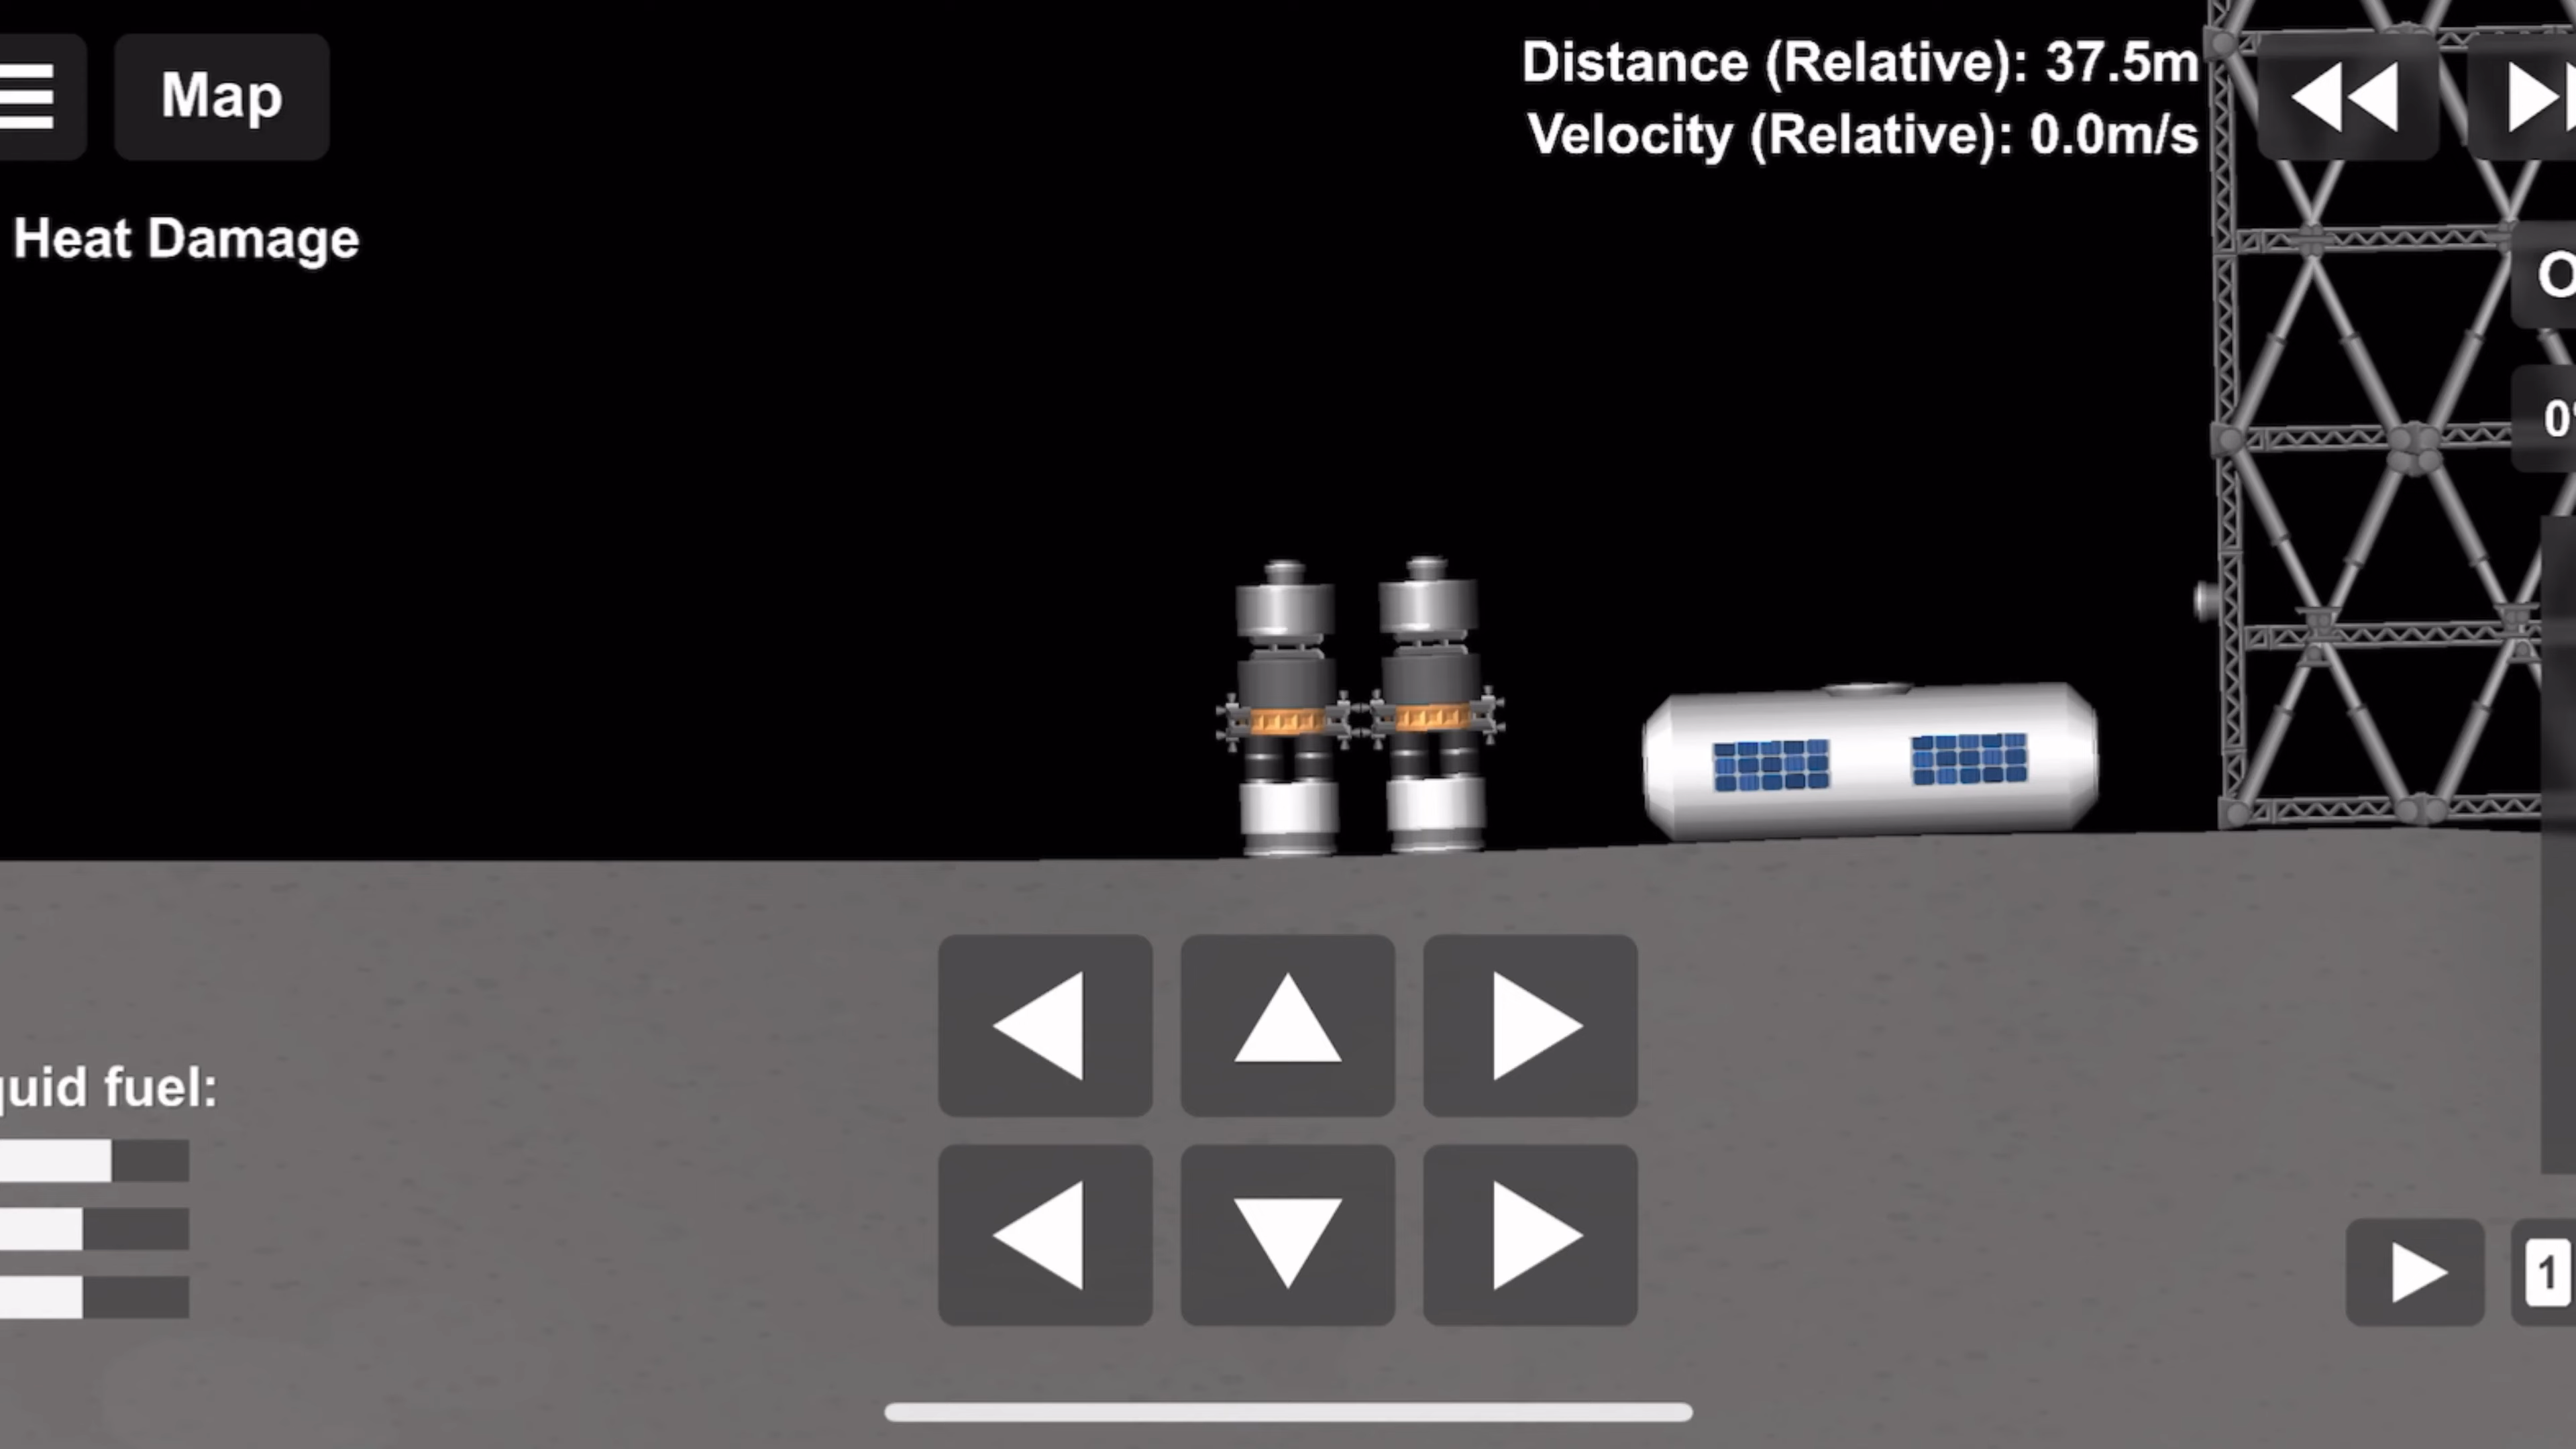 Map
Distance (Relative): 37.5m
Velocity (Relative): 0.0m/s
Heat Damage
quid fuel:
1